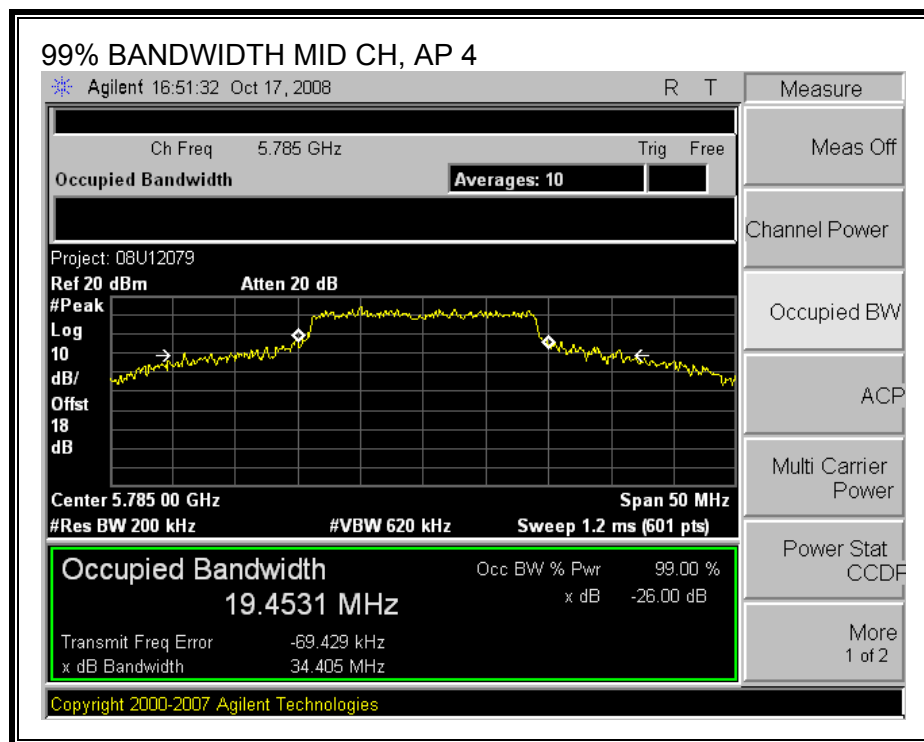 99% BANDWIDTH MID CH, AP 4
Agilent 16:51:32 Oct 17, 2008 R T
Measure
Ch Freq 5.785 GHz Trig Free
Occupied Bandwidth Averages: 10
Project: 08U12079
Ref 20 dBm Atten 20 dB
#Peak
Log
10
dB/
Offst
18
dB
Center 5.785 00 GHz Span 50 MHz
#Res BW 200 kHz #VBW 620 kHz Sweep 1.2 ms (601 pts)
Occupied Bandwidth
19.4531 MHz
Occ BW % Pwr 99.00 %
x dB -26.00 dB
Transmit Freq Error -69.429 kHz
x dB Bandwidth 34.405 MHz
Meas Off
Channel Power
Occupied BW
ACP
Multi Carrier
Power
Power Stat
CCDF
More
1 of 2
Copyright 2000-2007 Agilent Technologies